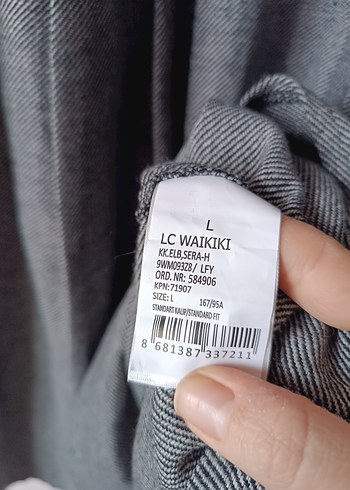 L
LC WAIKIKI
KK.ELB,SERA-H
9WM093Z8/ LFY
ORD. NR: 584906
KPN:71907
SIZE: L 167/95A
STANDART KALIP/STANDARD FIT
8 681387 337211